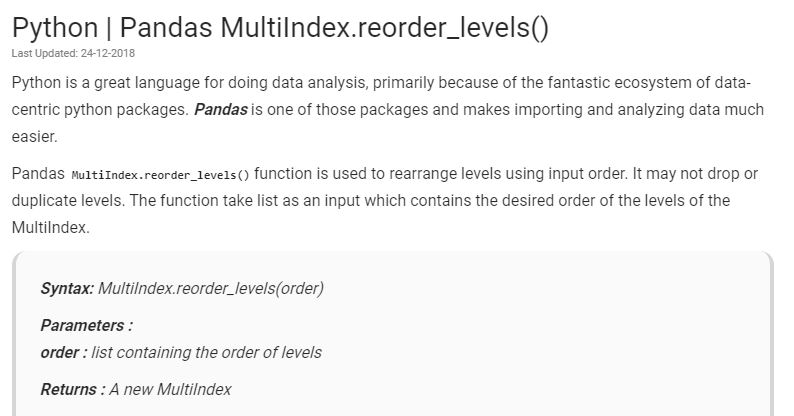 Python | Pandas MultiIndex.reorder_levels()
Last Updated: 24-12-2018
Python is a great language for doing data analysis, primarily because of the fantastic ecosystem of data-
centric python packages. Pandas is one of those packages and makes importing and analyzing data much
easier.
Pandas MultiIndex.reorder_levels() function is used to rearrange levels using input order. It may not drop or
duplicate levels. The function take list as an input which contains the desired order of the levels of the
MultiIndex.
Syntax: MultiIndex.reorder_levels(order)
Parameters :
order : list containing the order of levels
Returns : A new MultiIndex